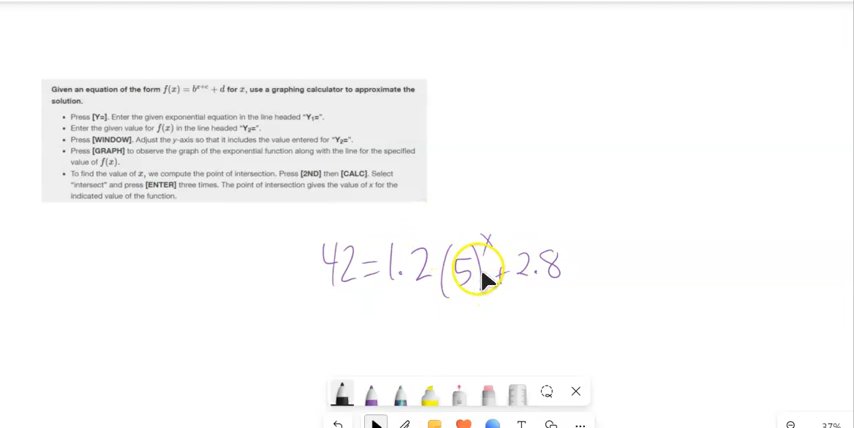 Given an equation of the form f(x) = b^{x+c} + d for x, use a graphing calculator to approximate the
solution.
• Press [Y=]. Enter the given exponential equation in the line headed "Y₁=".
• Enter the given value for f(x) in the line headed "Y₂=".
• Press [WINDOW]. Adjust the y-axis so that it includes the value entered for "Y₂=".
• Press [GRAPH] to observe the graph of the exponential function along with the line for the specified
value of f(x).
• To find the value of x, we compute the point of intersection. Press [2ND] then [CALC]. Select
"intersect" and press [ENTER] three times. The point of intersection gives the value of x for the
indicated value of the function.
42 = 1.2(5)^x + 2.8
T
37%